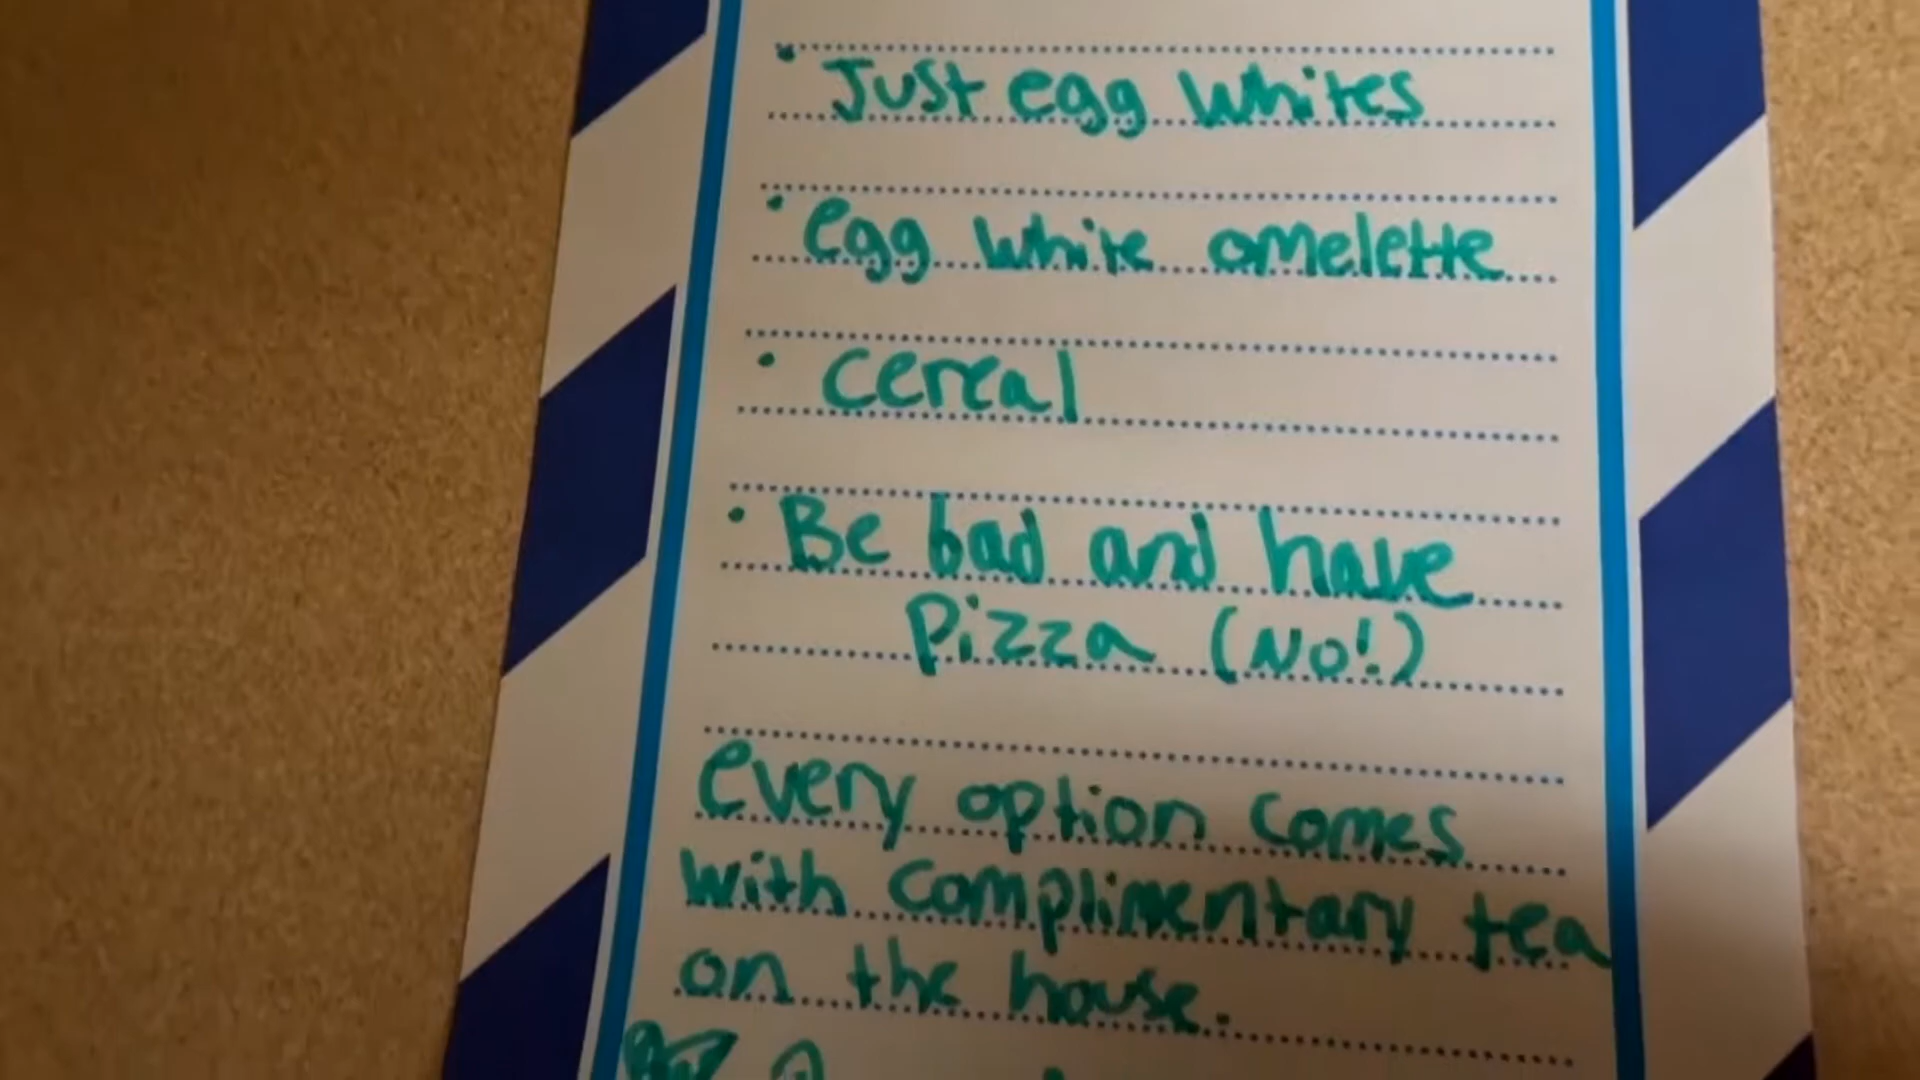 • Just egg whites
• egg white omelette
• cereal
• Be bad and have
pizza (No!)
every option comes
with complimentary tea
on the house.